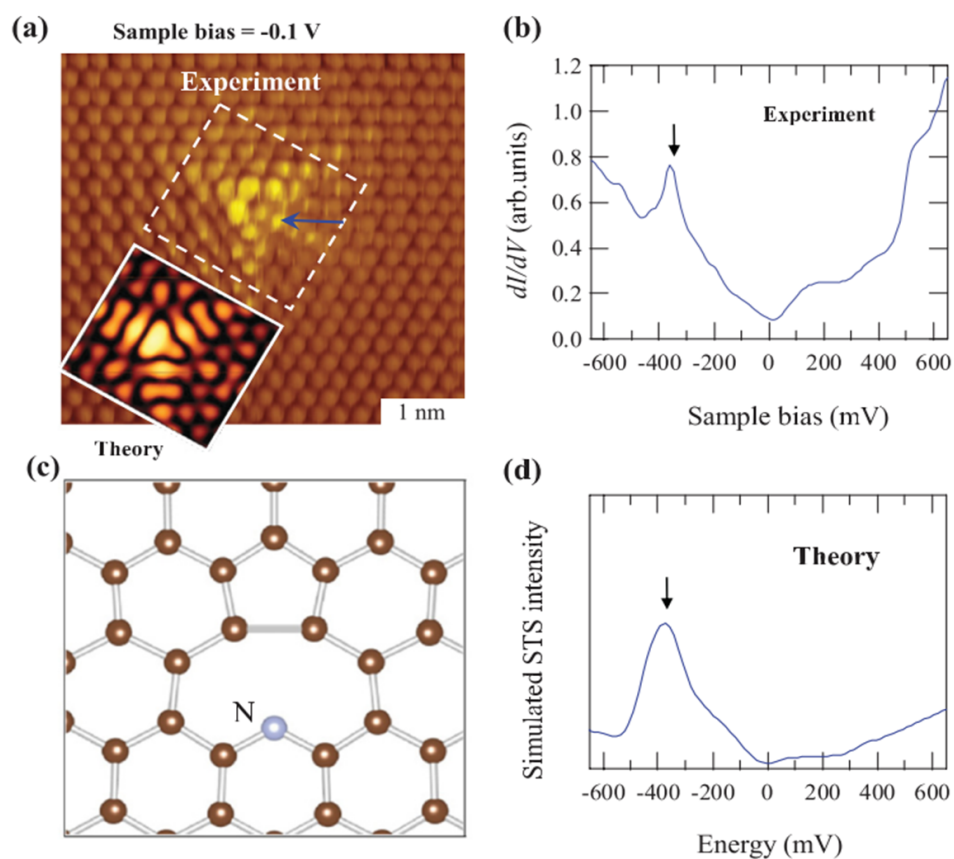 (a)
Sample bias = -0.1 V
Experiment
1 nm
Theory
(b)
1.2
1.0
0.8
0.6
0.4
0.2
0.0
dI/dV (arb.units)
Experiment
-600 -400 -200 0 200 400 600
Sample bias (mV)
(c)
N
(d)
Simulated STS intensity
Theory
-600 -400 -200 0 200 400 600
Energy (mV)